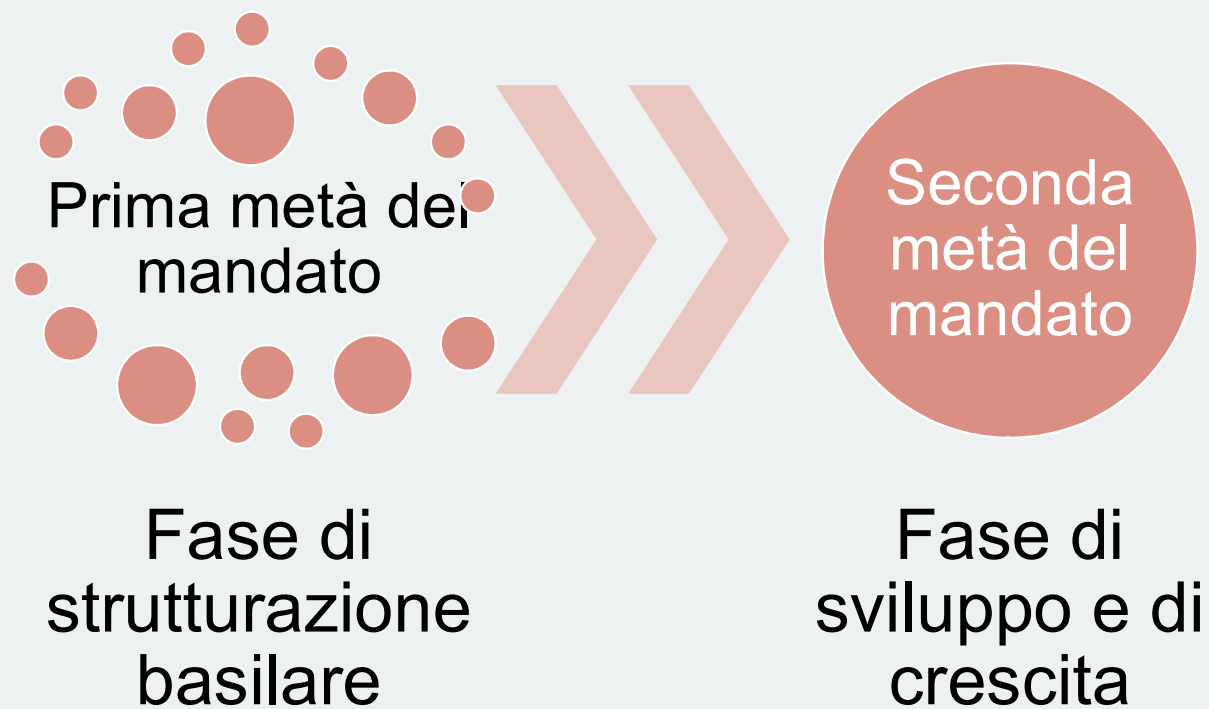 Prima metà del
mandato
Seconda
metà del
mandato
Fase di
strutturazione
basilare
Fase di
sviluppo e di
crescita